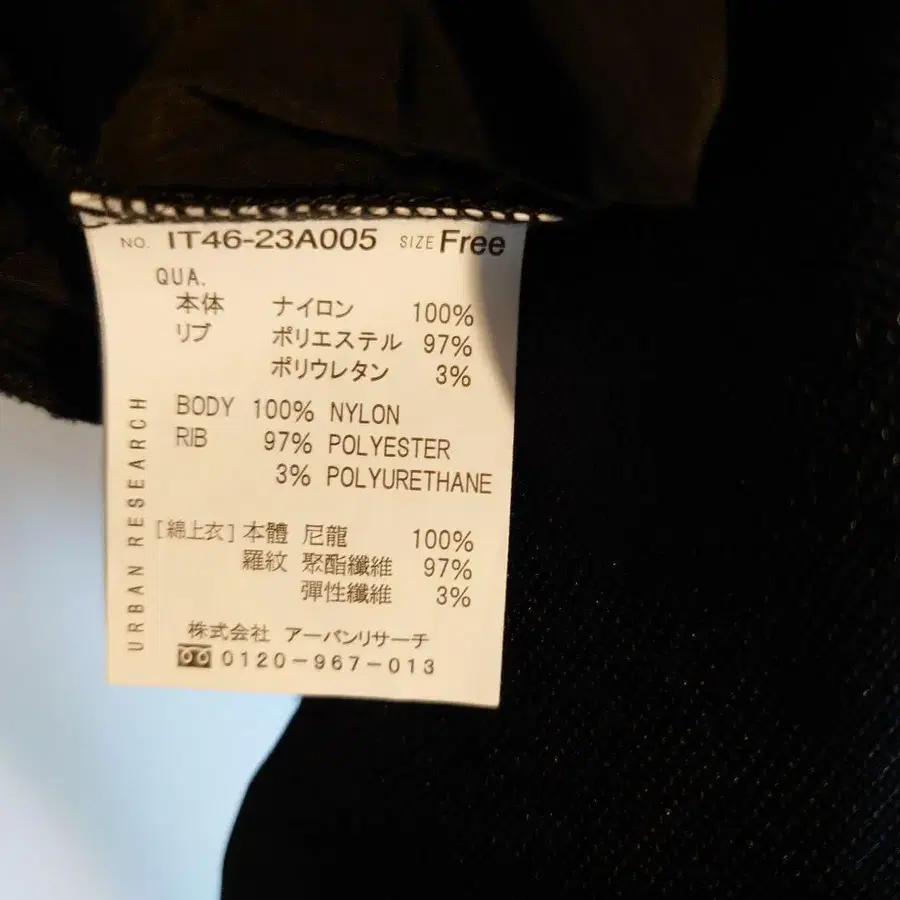 NO. IT46-23A005 SIZE Free
QUA.
本体 ナイロン 100%
リブ ポリエステル 97%
ポリウレタン 3%
BODY 100% NYLON
RIB 97% POLYESTER
3% POLYURETHANE
[綿上衣] 本體 尼龍 100%
羅紋 聚酯纖維 97%
彈性纖維 3%
株式会社 アーバンリサーチ
0120-967-013
URBAN RESEARCH